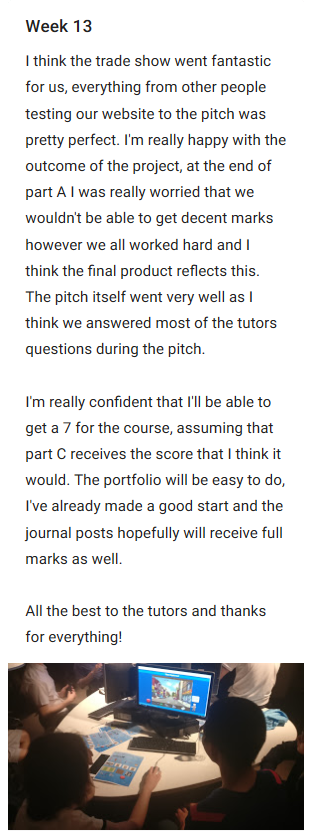 Week 13
I think the trade show went fantastic
for us, everything from other people
testing our website to the pitch was
pretty perfect. I'm really happy with the
outcome of the project, at the end of
part A I was really worried that we
wouldn't be able to get decent marks
however we all worked hard and I
think the final product reflects this.
The pitch itself went very well as I
think we answered most of the tutors
questions during the pitch.
I'm really confident that I'll be able to
get a 7 for the course, assuming that
part C receives the score that I think it
would. The portfolio will be easy to do,
I've already made a good start and the
journal posts hopefully will receive full
marks as well.
All the best to the tutors and thanks
for everything!